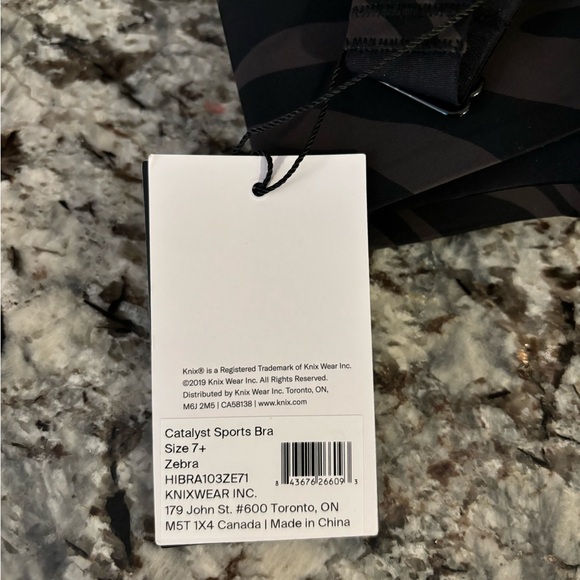 Knix® is a Registered Trademark of Knix Wear Inc.
©2019 Knix Wear Inc. All Rights Reserved.
Distributed by Knix Wear Inc. Toronto, ON,
M6J 2M5 | CA58138 | www.knix.com
Catalyst Sports Bra
Size 7+
Zebra
HIBRA103ZE71
KNIXWEAR INC.
8 43676 26609 3
179 John St. #600 Toronto, ON
M5T 1X4 Canada | Made in China